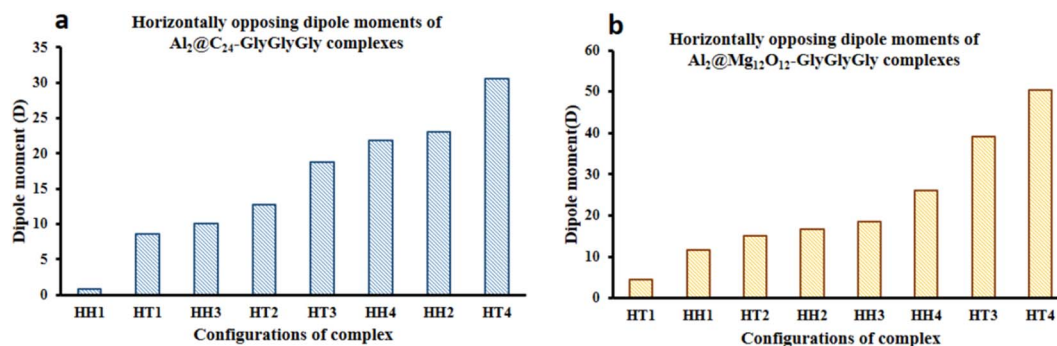 a
Horizontally opposing dipole moments of
Al₂@C₂₄-GlyGlyGly complexes
Dipole moment (D)
35
30
25
20
15
10
5
0
HH1 HT1 HH3 HT2 HT3 HH4 HH2 HT4
Configurations of complex
b
Horizontally opposing dipole moments of
Al₂@Mg₁₂O₁₂-GlyGlyGly complexes
Dipole moment(D)
60
50
40
30
20
10
0
HT1 HH1 HT2 HH2 HH3 HH4 HT3 HT4
Configurations of complex